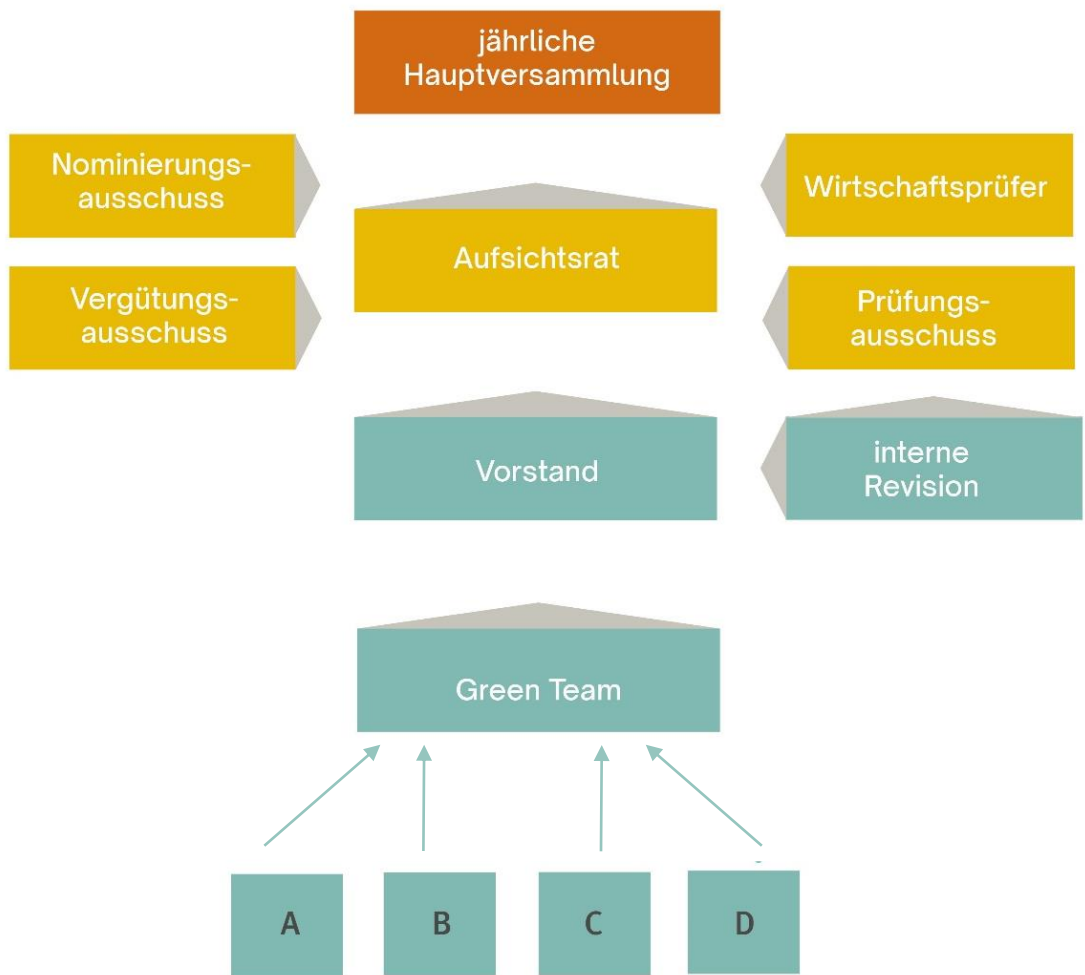 jährliche
Hauptversammlung
Nominierungs-
ausschuss
Wirtschaftsprüfer
Aufsichtsrat
Vergütungs-
ausschuss
Prüfungs-
ausschuss
Vorstand
interne
Revision
Green Team
A
B
C
D